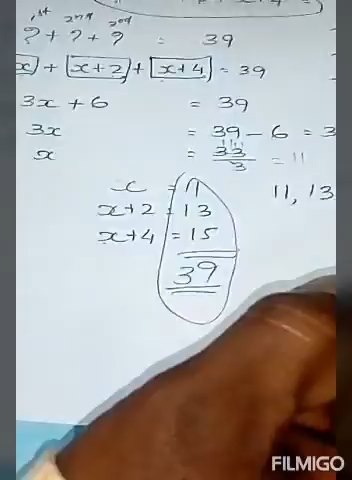 x+4 =
1st 2nd 3rd
? + ? + ? = 39
x + x+2 + x+4 = 39
3x + 6 = 39
3x = 39 - 6 = 3
x = 33/3 = 11
x = 11
11, 13
x+2 = 13
x+4 = 15
39
FILMIGO